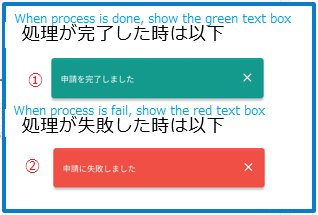 When process is done, show the green text box
処理が完了した時は以下
① 申請を完了しました ×
When process is fail, show the red text box
処理が失敗した時は以下
② 申請に失敗しました ×